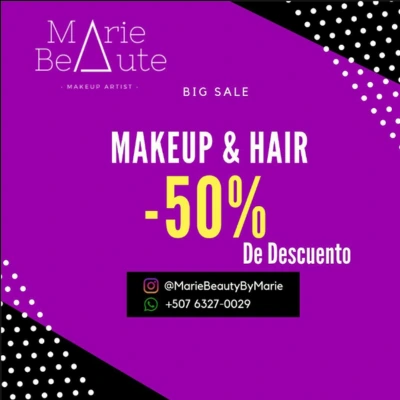 Marie
Beaute
- MAKEUP ARTIST -
BIG SALE
MAKEUP & HAIR
-50%
De Descuento
@MarieBeautyByMarie
+507 6327-0029